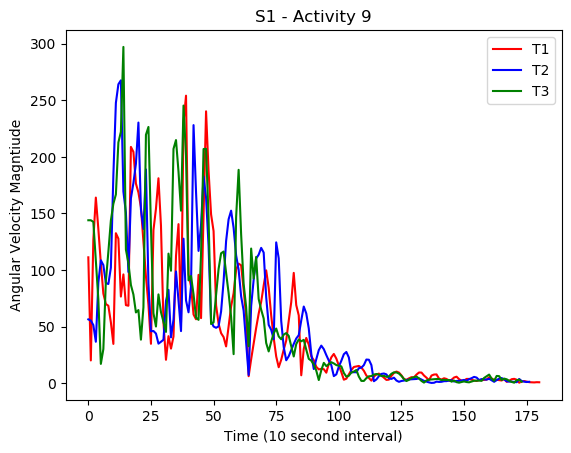 S1 - Activity 9
T1
T2
T3
Angular Velocity Magntiude
300
250
200
150
100
50
0
0 25 50 75 100 125 150 175
Time (10 second interval)